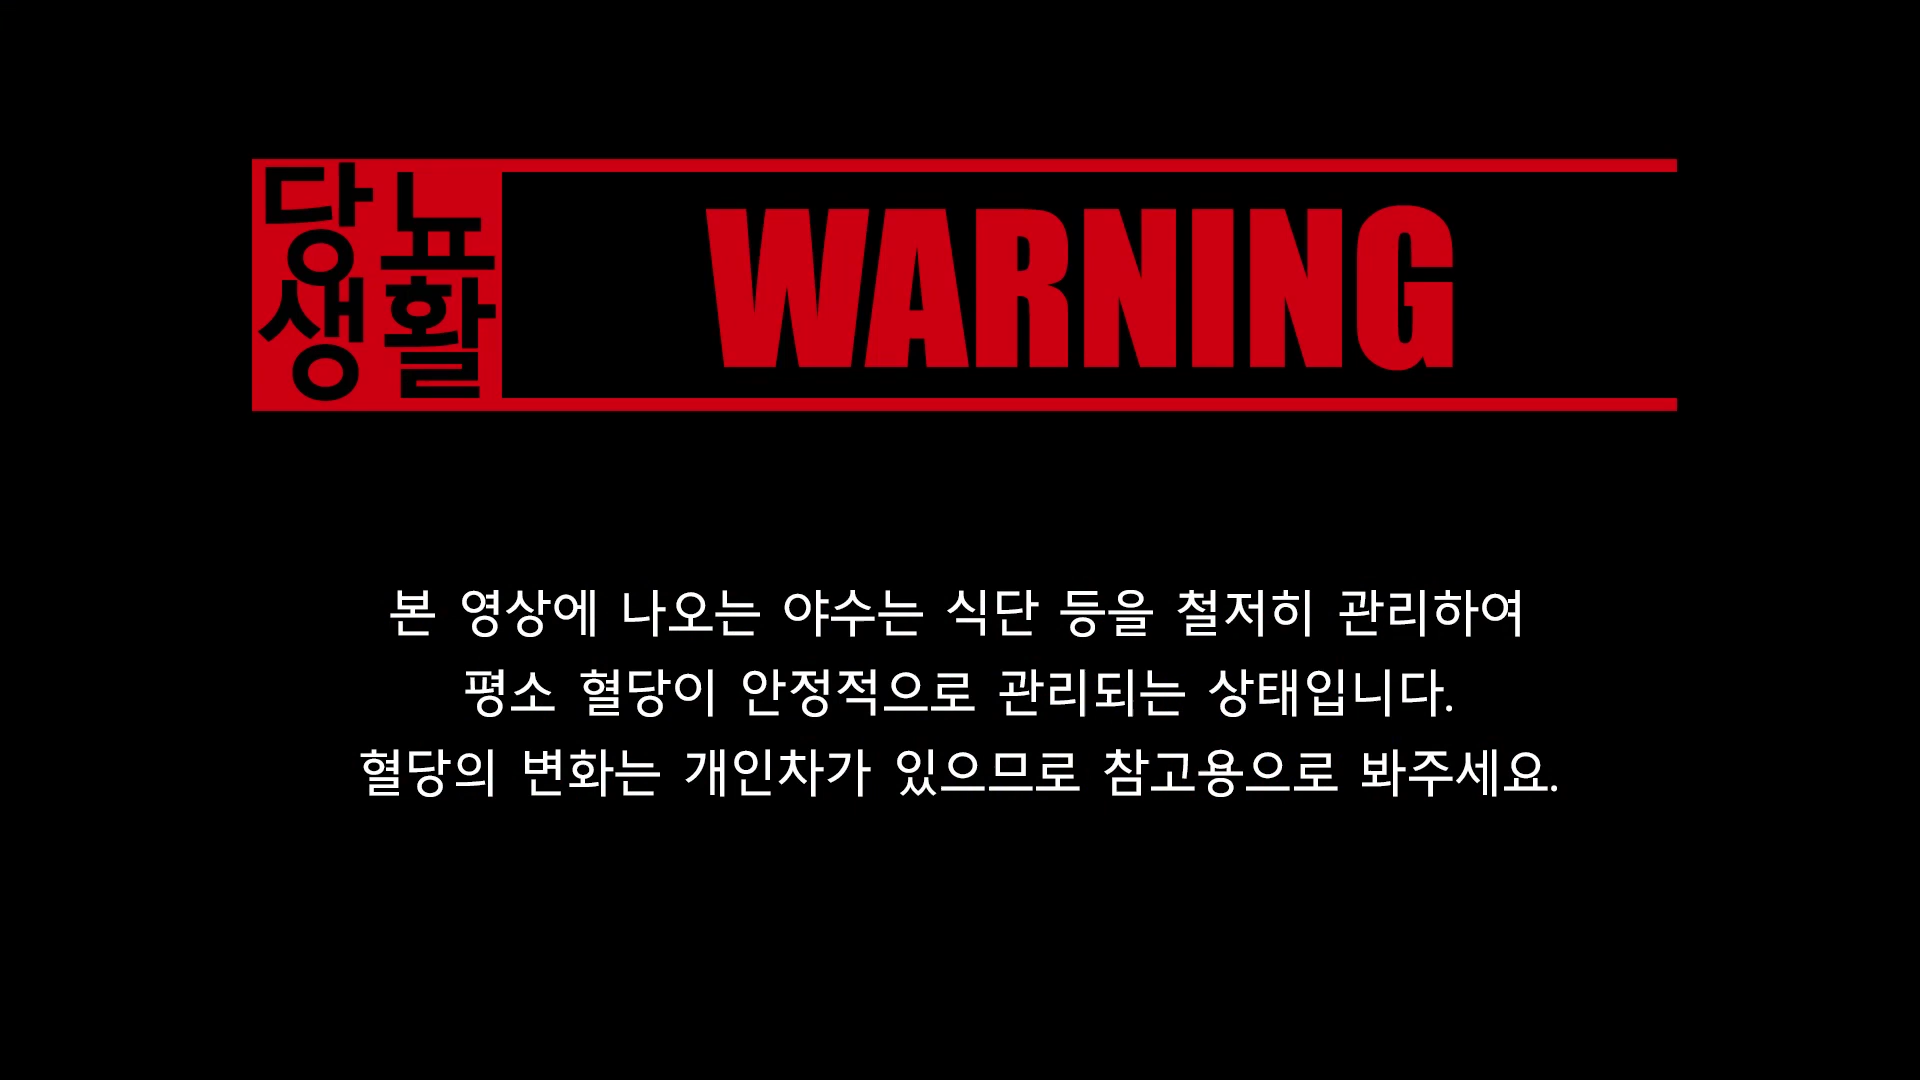 당뇨
생활
WARNING
본 영상에 나오는 야수는 식단 등을 철저히 관리하여
평소 혈당이 안정적으로 관리되는 상태입니다.
혈당의 변화는 개인차가 있으므로 참고용으로 봐주세요.